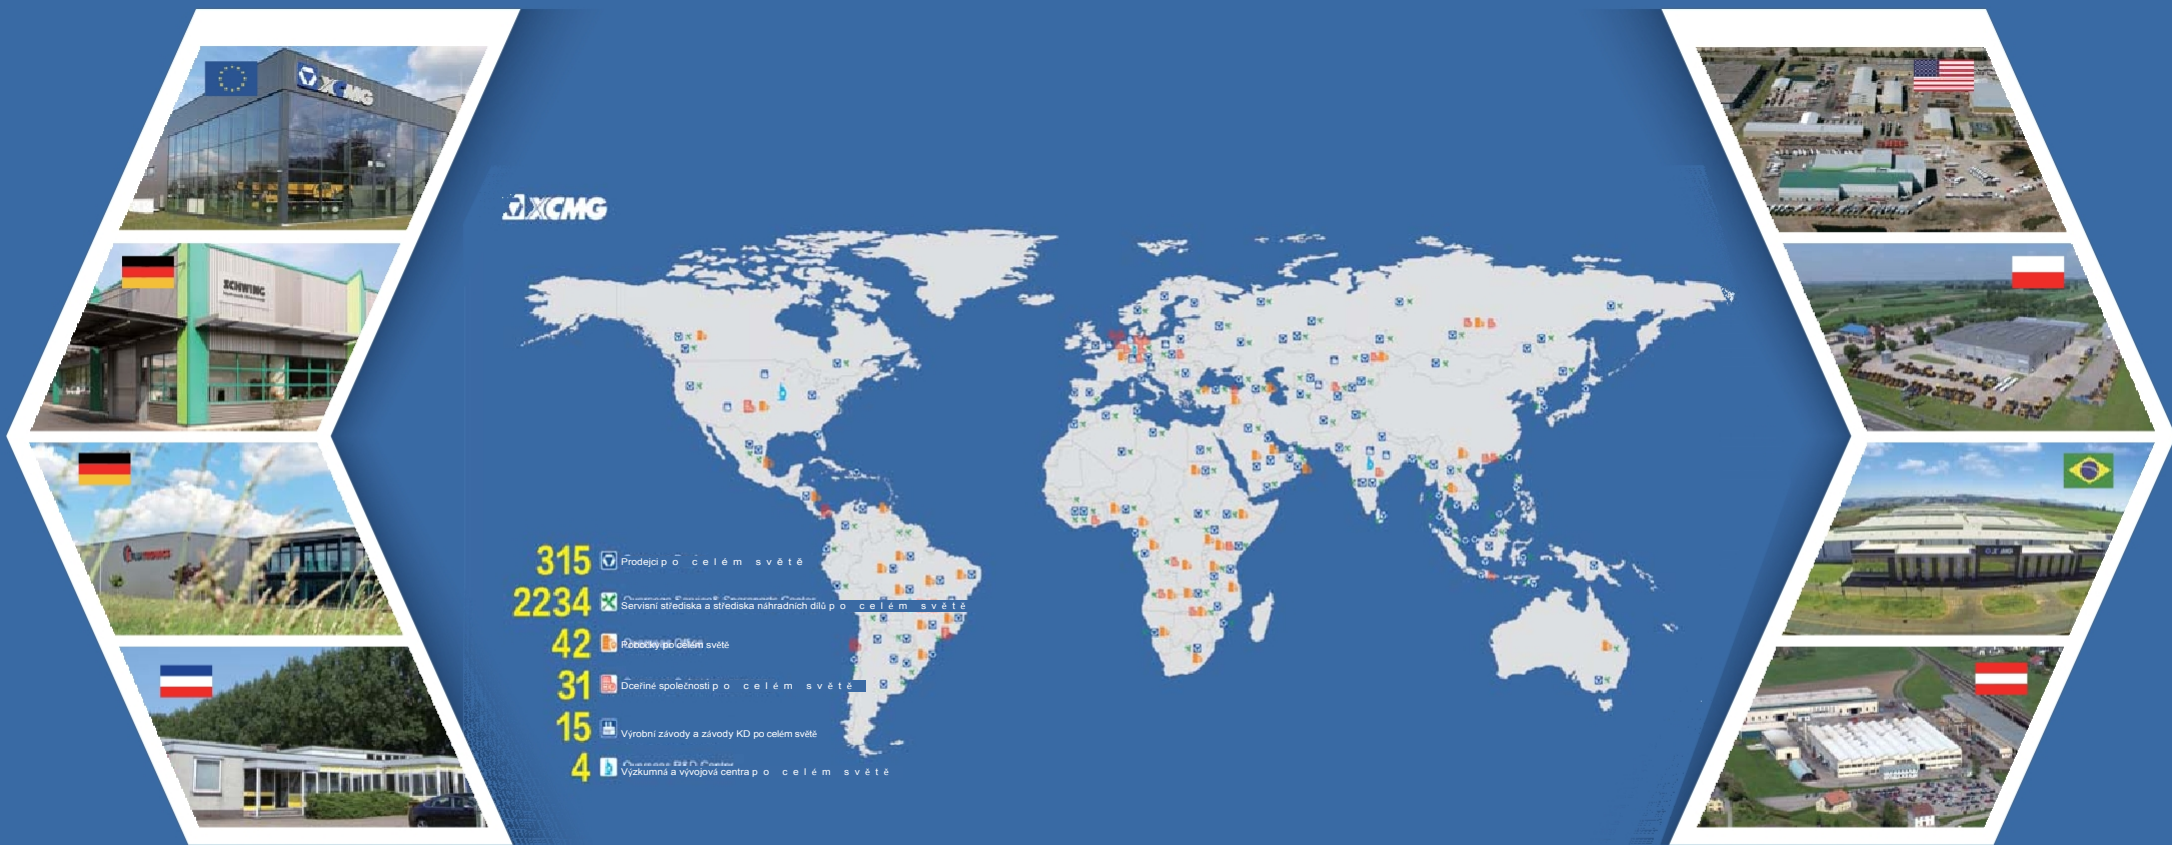 XCMG
SCHWING
XCMG
315 Prodejci po celém světě
2234 Servisní střediska a střediska náhradních dílů po celém světě
42 Pobočky po celém světě
31 Dceřiné společnosti po celém světě
15 Výrobní závody a závody KD po celém světě
4 Výzkumná a vývojová centra po celém světě
XCMG